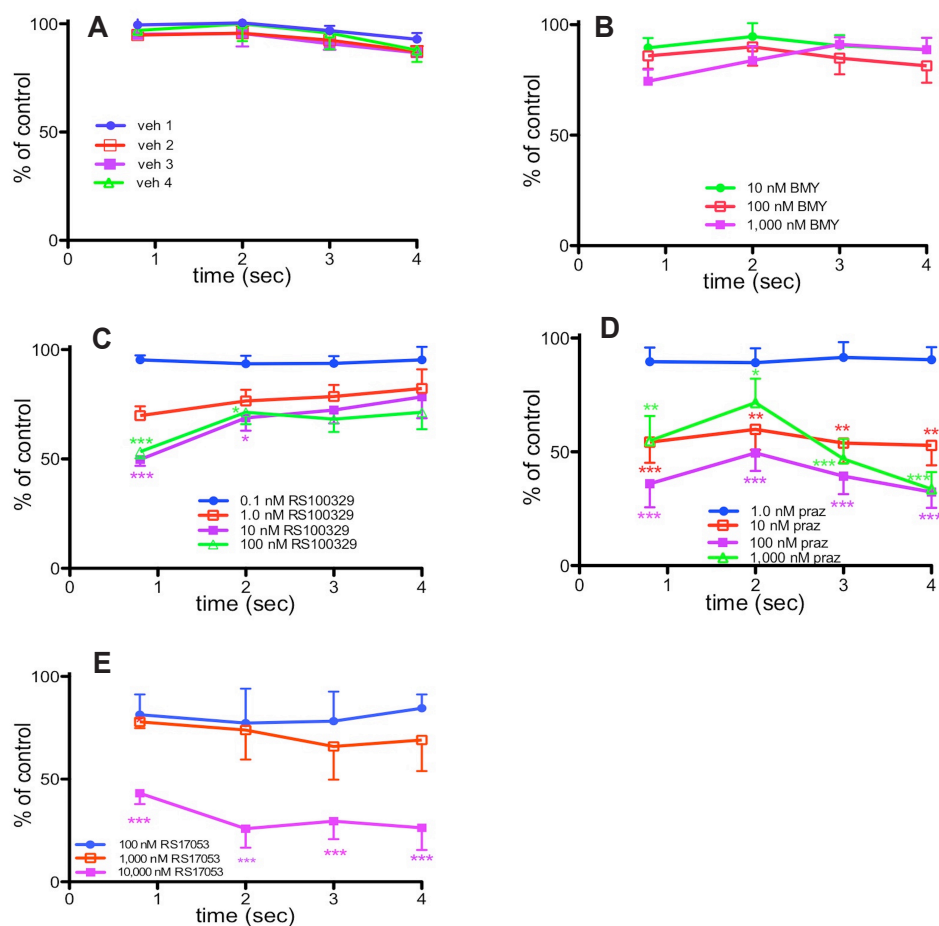 A
100
50
0
% of control
veh 1
veh 2
veh 3
veh 4
0
1
2
3
4
time (sec)
B
100
50
0
% of control
10 nM BMY
100 nM BMY
1,000 nM BMY
0
1
2
3
4
time (sec)
C
100
50
0
% of control
***
***
*
*
0.1 nM RS100329
1.0 nM RS100329
10 nM RS100329
100 nM RS100329
0
1
2
3
4
time (sec)
D
100
50
0
% of control
**
*
***
**
**
**
***
***
***
***
***
***
1.0 nM praz
10 nM praz
100 nM praz
1,000 nM praz
0
1
2
3
4
time (sec)
E
100
50
0
% of control
***
***
***
***
100 nM RS17053
1,000 nM RS17053
10,000 nM RS17053
0
1
2
3
4
time (sec)